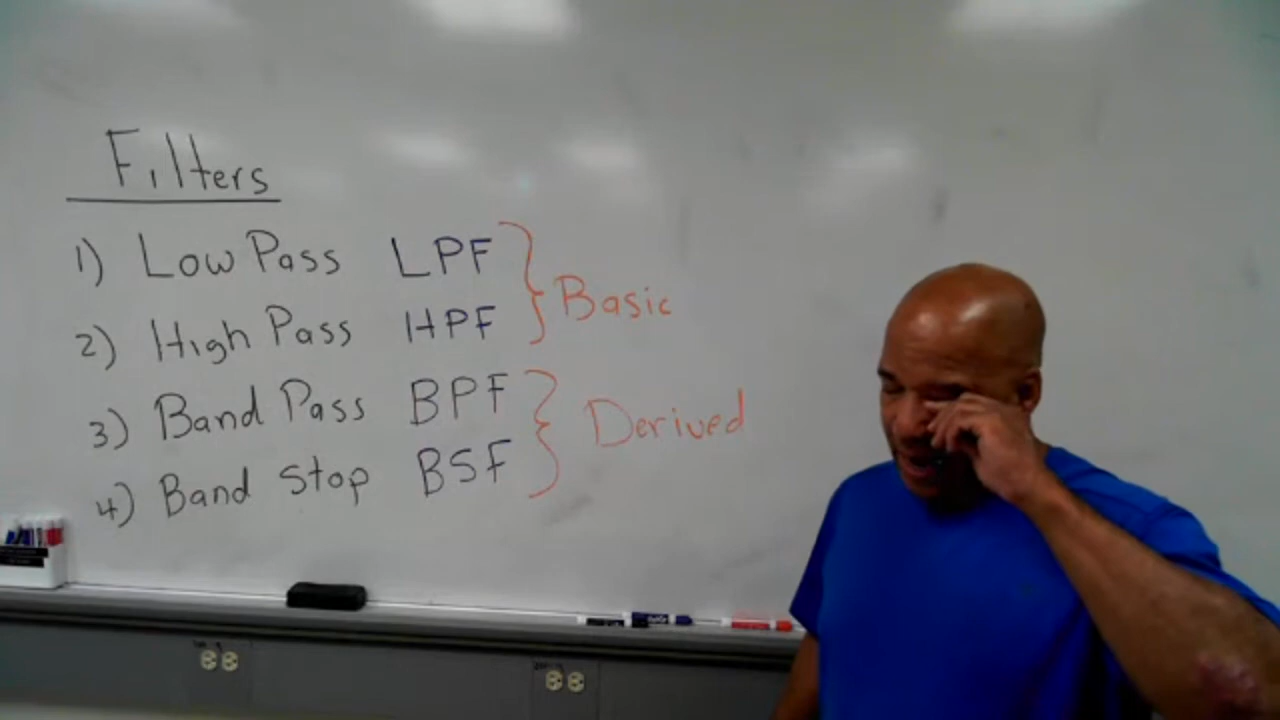 Filters
1) Low Pass LPF
2) High Pass HPF
Basic
3) Band Pass BPF
4) Band Stop BSF
Derived